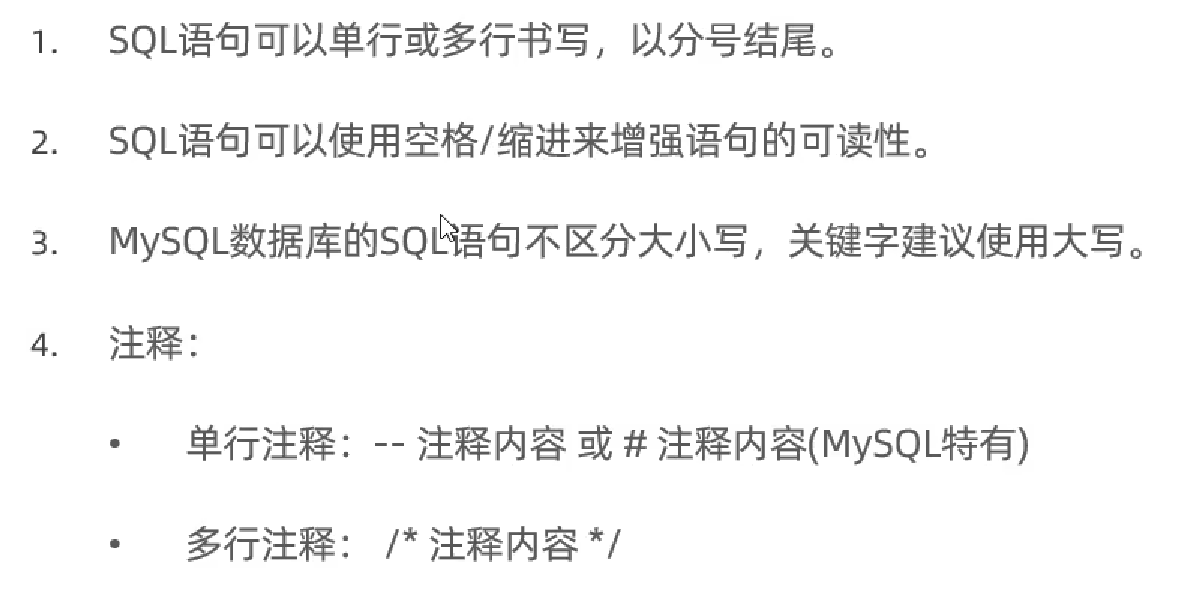 1. SQL语句可以单行或多行书写，以分号结尾。
2. SQL语句可以使用空格/缩进来增强语句的可读性。
3. MySQL数据库的SQL语句不区分大小写，关键字建议使用大写。
4. 注释：
• 单行注释：-- 注释内容 或 # 注释内容(MySQL特有)
• 多行注释： /* 注释内容 */